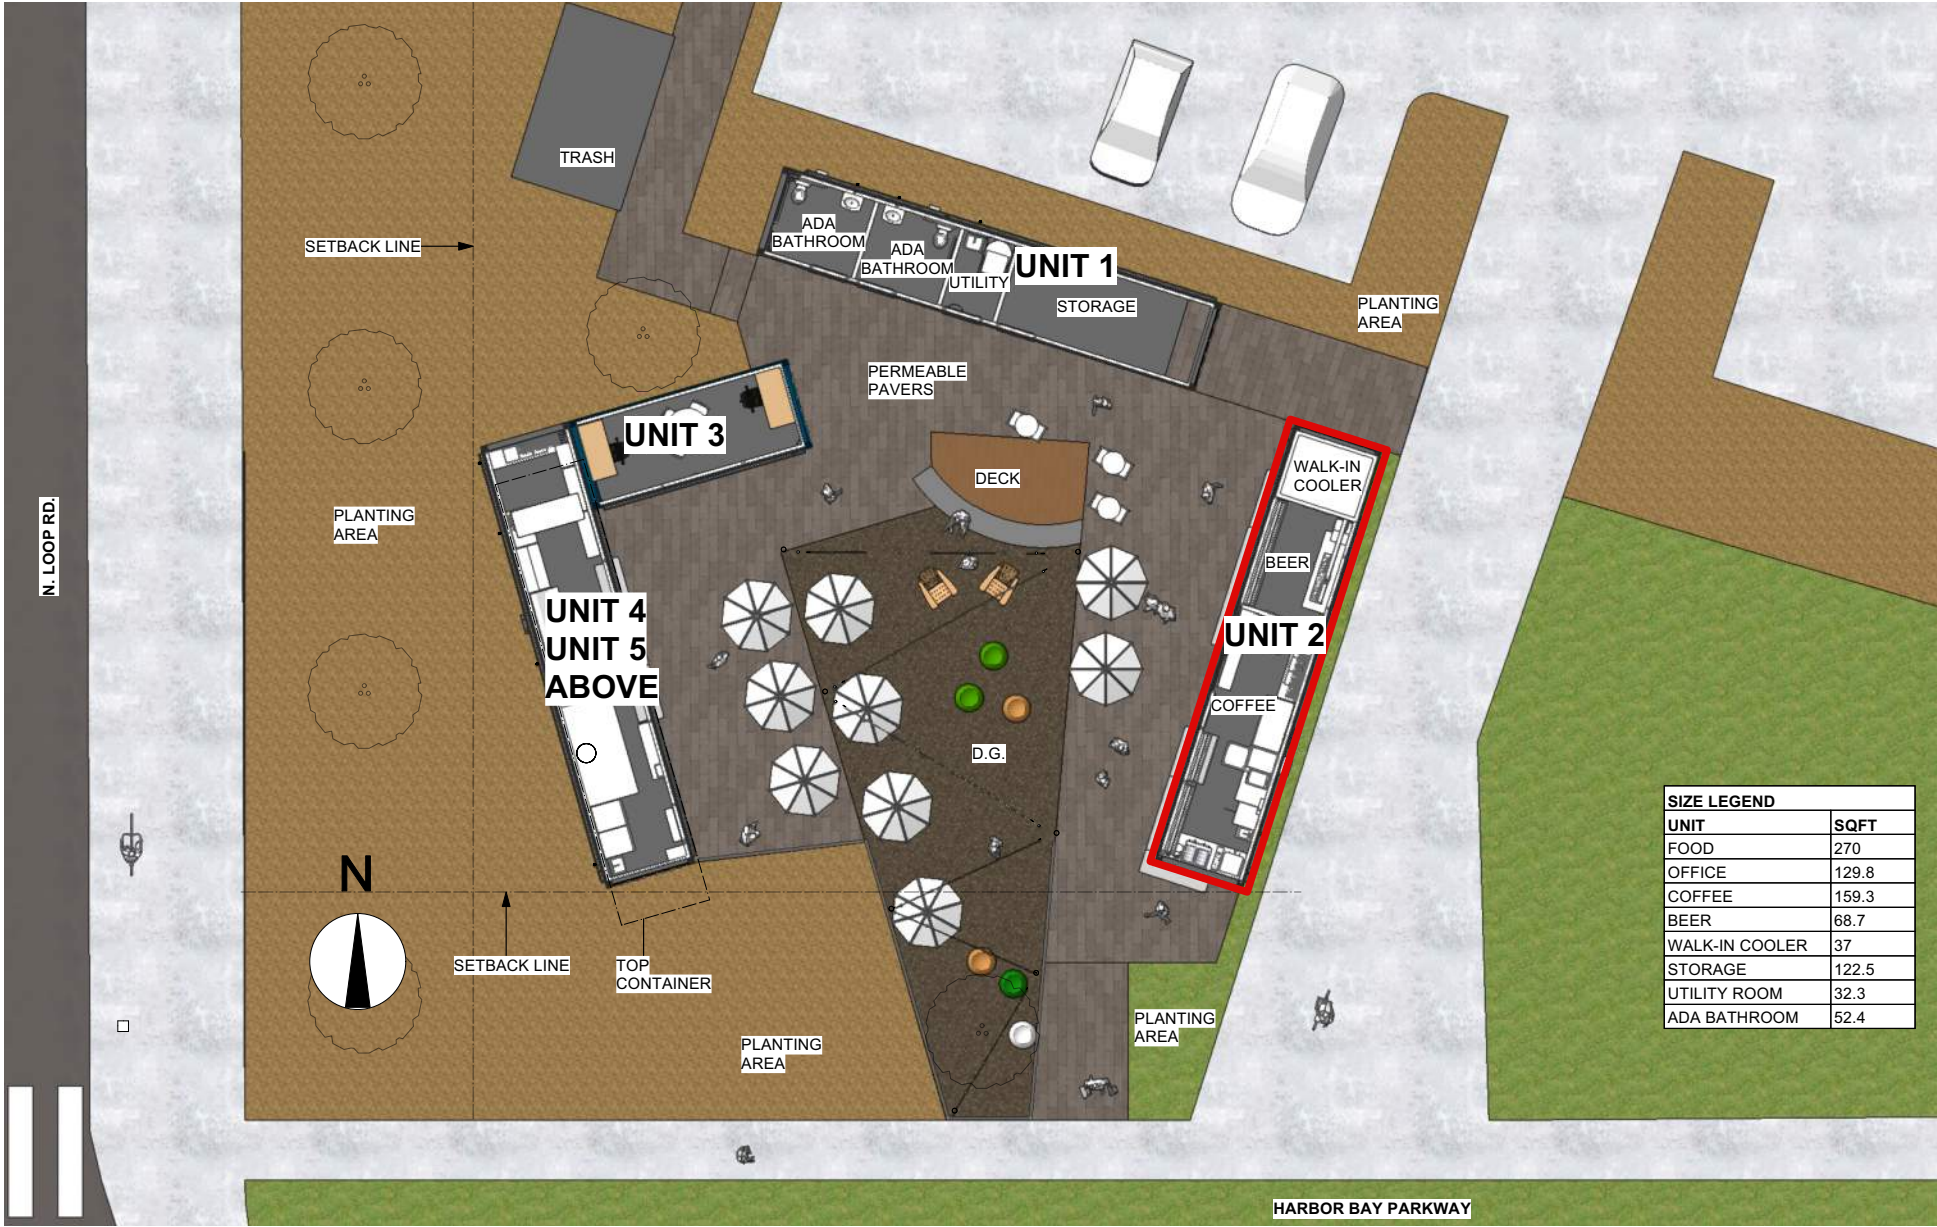 TRASH
SETBACK LINE
ADA
BATHROOM
ADA
BATHROOM
UTILITY
UNIT 1
STORAGE
PLANTING
AREA
PERMEABLE
PAVERS
UNIT 3
DECK
WALK-IN
COOLER
BEER
UNIT 2
COFFEE
PLANTING
AREA
N. LOOP RD.
UNIT 4
UNIT 5
ABOVE
D.G.
N
SETBACK LINE
TOP
CONTAINER
PLANTING
AREA
PLANTING
AREA
SIZE LEGEND
UNIT SQFT
FOOD 270
OFFICE 129.8
COFFEE 159.3
BEER 68.7
WALK-IN COOLER 37
STORAGE 122.5
UTILITY ROOM 32.3
ADA BATHROOM 52.4
HARBOR BAY PARKWAY